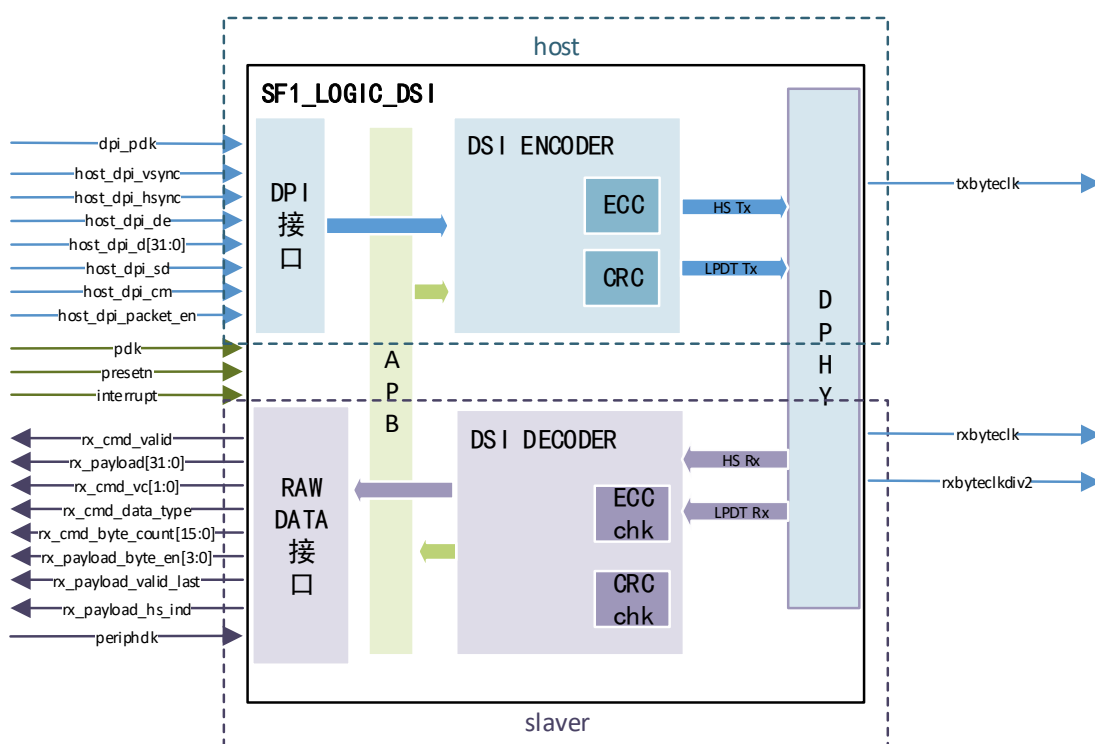 host
SF1_LOGIC_DSI
dpi_pdk
host_dpi_vsync
host_dpi_hsync
host_dpi_de
host_dpi_d[31:0]
host_dpi_sd
host_dpi_cm
host_dpi_packet_en
DPI
接
口
DSI ENCODER
ECC
CRC
HS Tx
LPDT Tx
txbyteclk
D
P
H
Y
pdk
presetn
interrupt
A
P
B
rx_cmd_valid
rx_payload[31:0]
rx_cmd_vc[1:0]
rx_cmd_data_type
rx_cmd_byte_count[15:0]
rx_payload_byte_en[3:0]
rx_payload_valid_last
rx_payload_hs_ind
periphdk
RAW
DATA
接
口
DSI DECODER
ECC
chk
CRC
chk
HS Rx
LPDT Rx
rxbyteclk
rxbyteclkdiv2
slaver